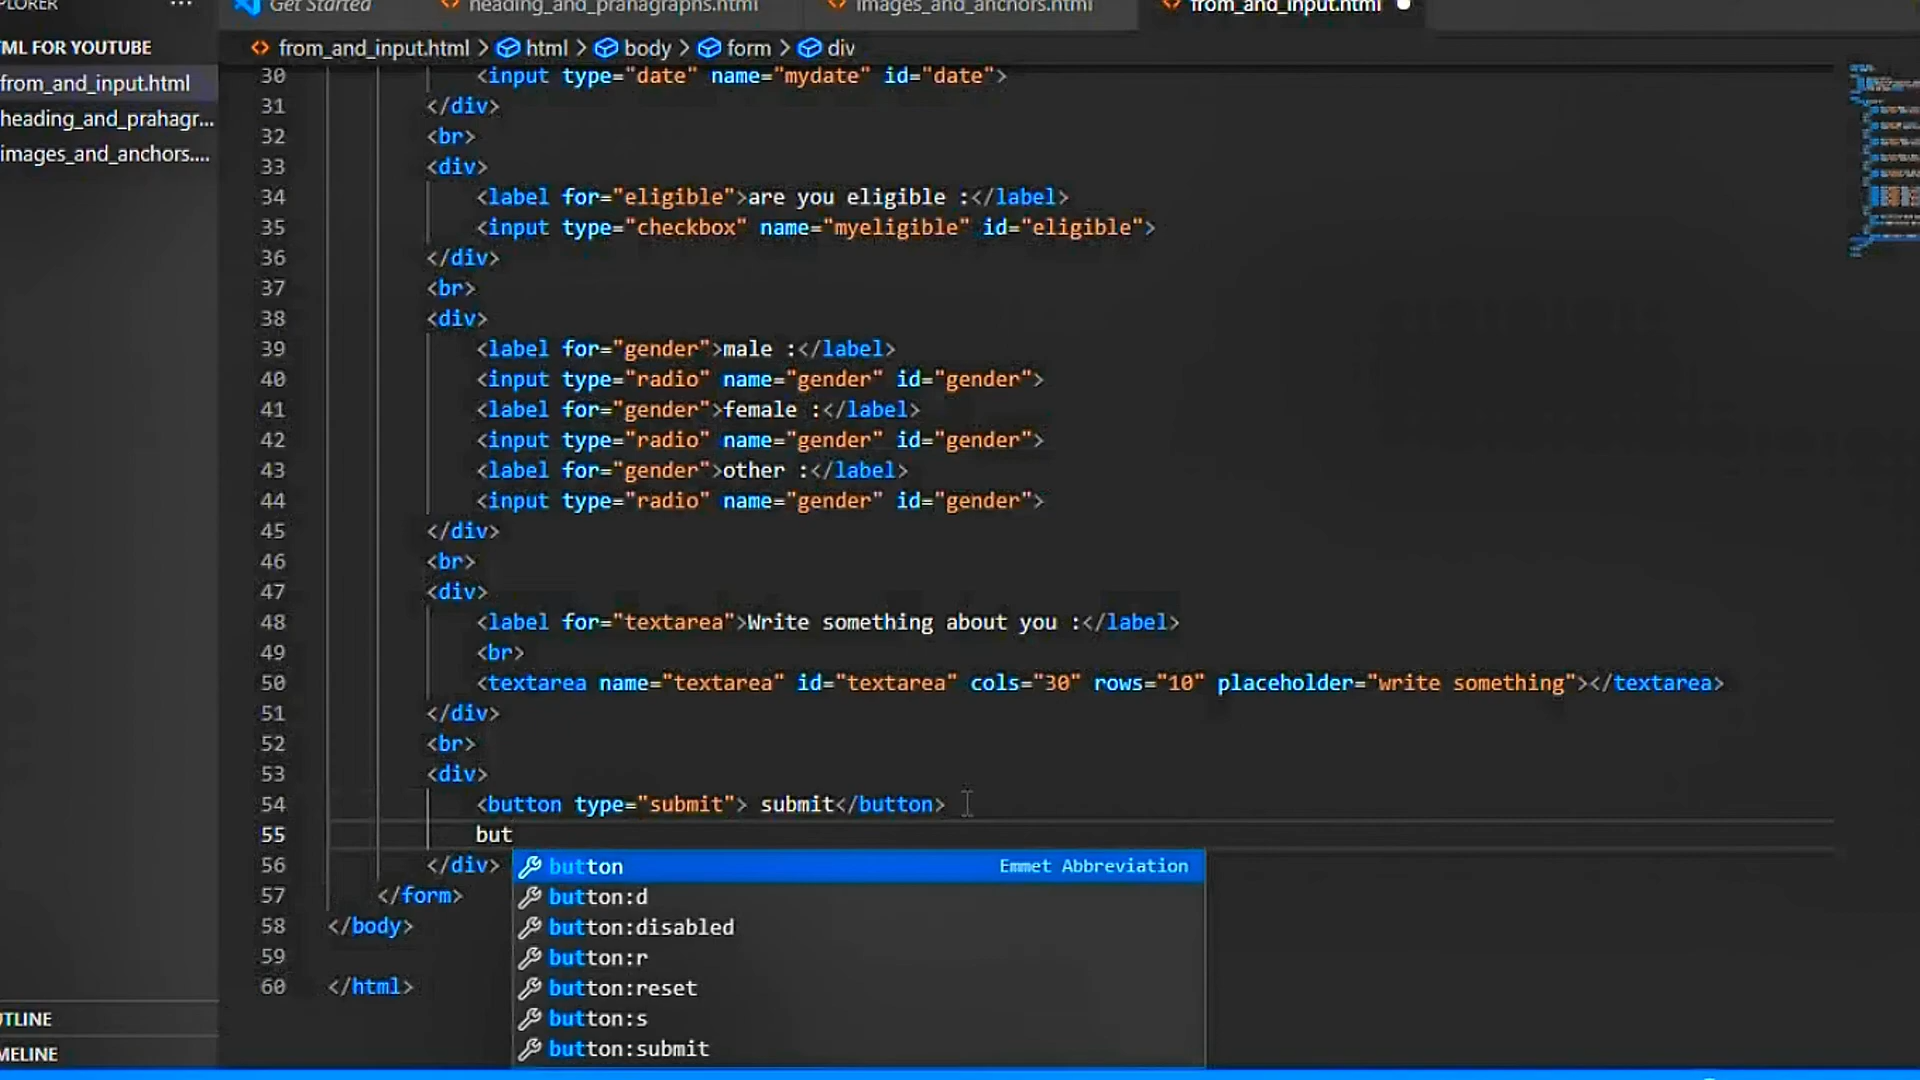 PLORER ...
Get Started
heading_and_prahagraphs.html
images_and_anchors.html
from_and_input.html
TML FOR YOUTUBE
from_and_input.html
heading_and_prahagr...
images_and_anchors....
UTLINE
MELINE
from_and_input.html > html > body > form > div
30 <input type="date" name="mydate" id="date">
31 </div>
32 <br>
33 <div>
34 <label for="eligible">are you eligible :</label>
35 <input type="checkbox" name="myeligible" id="eligible">
36 </div>
37 <br>
38 <div>
39 <label for="gender">male :</label>
40 <input type="radio" name="gender" id="gender">
41 <label for="gender">female :</label>
42 <input type="radio" name="gender" id="gender">
43 <label for="gender">other :</label>
44 <input type="radio" name="gender" id="gender">
45 </div>
46 <br>
47 <div>
48 <label for="textarea">Write something about you :</label>
49 <br>
50 <textarea name="textarea" id="textarea" cols="30" rows="10" placeholder="write something"></textarea>
51 </div>
52 <br>
53 <div>
54 <button type="submit"> submit</button>
55 but
56 </div>
57 </form>
58 </body>
59
60 </html>
button Emmet Abbreviation
button:d
button:disabled
button:r
button:reset
button:s
button:submit